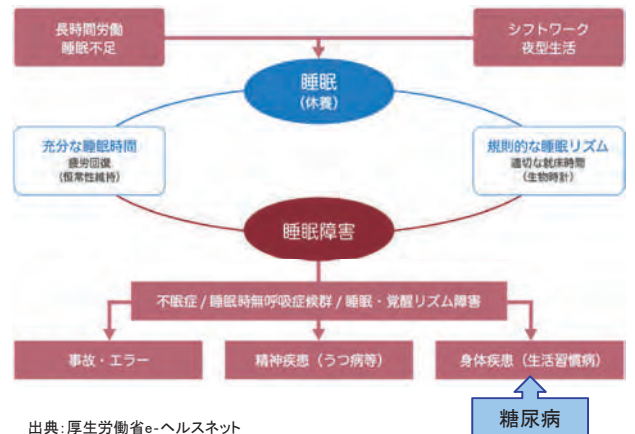 長時間労働
睡眠不足
シフトワーク
夜型生活
睡眠
(休養)
充分な睡眠時間
疲労回復
(恒常性維持)
規則的な睡眠リズム
適切な就床時間
(生物時計)
睡眠障害
不眠症/睡眠時無呼吸症候群/睡眠・覚醒リズム障害
事故・エラー
精神疾患(うつ病等)
身体疾患(生活習慣病)
糖尿病
出典:厚生労働省e-ヘルスネット